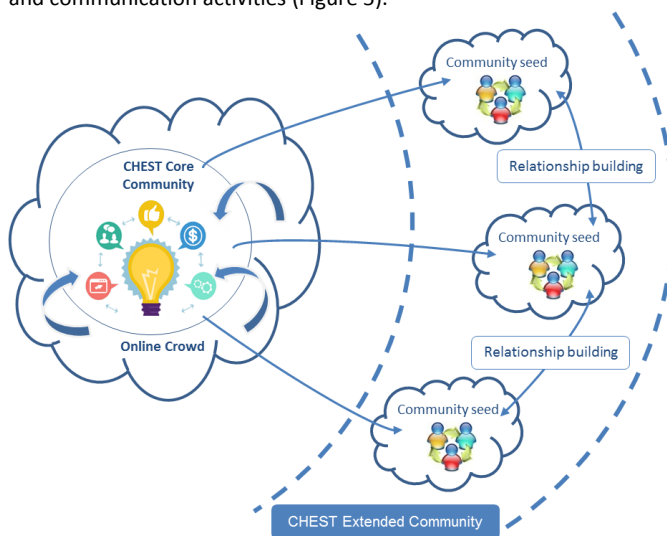 and communication activities (Figure 3).
Community seed
CHEST Core
Community
Relationship building
Community seed
Online Crowd
Relationship building
Community seed
CHEST Extended Community